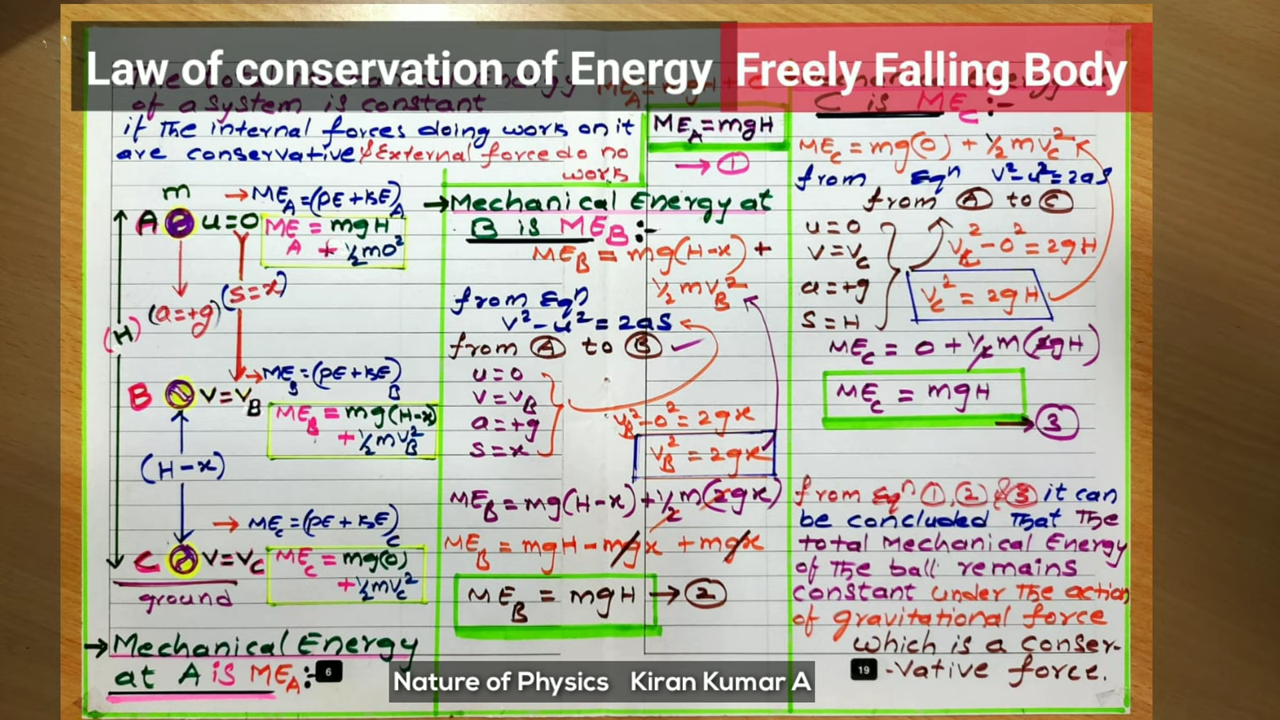 Law of conservation of Energy
Freely Falling Body
of a system is constant
if the internal forces doing work on it
are conservative & External force do no
work
m
→ ME_A = (PE + KE)_A
A u=0
ME_A = mgH
+ ½m0²
(s=x)
(a=+g)
(H)
→ ME_B = (PE + KE)_B
B v=v_B
ME_B = mg(H-x)
+ ½mv_B²
(H-x)
→ ME_C = (PE + KE)_C
C v=v_C
ME_C = mg(0)
+ ½mv_C²
ground
→ Mechanical Energy
at A is ME_A :-
6
ME_A = mgH
→ ①
→ Mechanical Energy at
B is ME_B :-
ME_B = mg(H-x) +
½ mv_B²
from Eqⁿ
v²-u² = 2as
from Ⓐ to Ⓑ ✓
u=0
v=v_B
a=+g
s=x
v_B²-0² = 2gx
v_B² = 2gx
ME_B = mg(H-x) + ½ m(2gx)
ME_B = mgH - mgx + mgx
ME_B = mgH → ②
C is ME_C :-
ME_C = mg(0) + ½ mv_C²
from Eqⁿ v²-u²=2as
from Ⓐ to Ⓒ
u=0
v=v_C
a=+g
s=H
v_C²-0² = 2gH
v_C² = 2gH
ME_C = 0 + ½ m(2gH)
ME_C = mgH
→ ③
from Eqⁿ ①, ② & ③ it can
be concluded That The
total Mechanical Energy
of The ball remains
constant under The action
of gravitational force
which is a conser-
19 -vative force.
Nature of Physics Kiran Kumar A